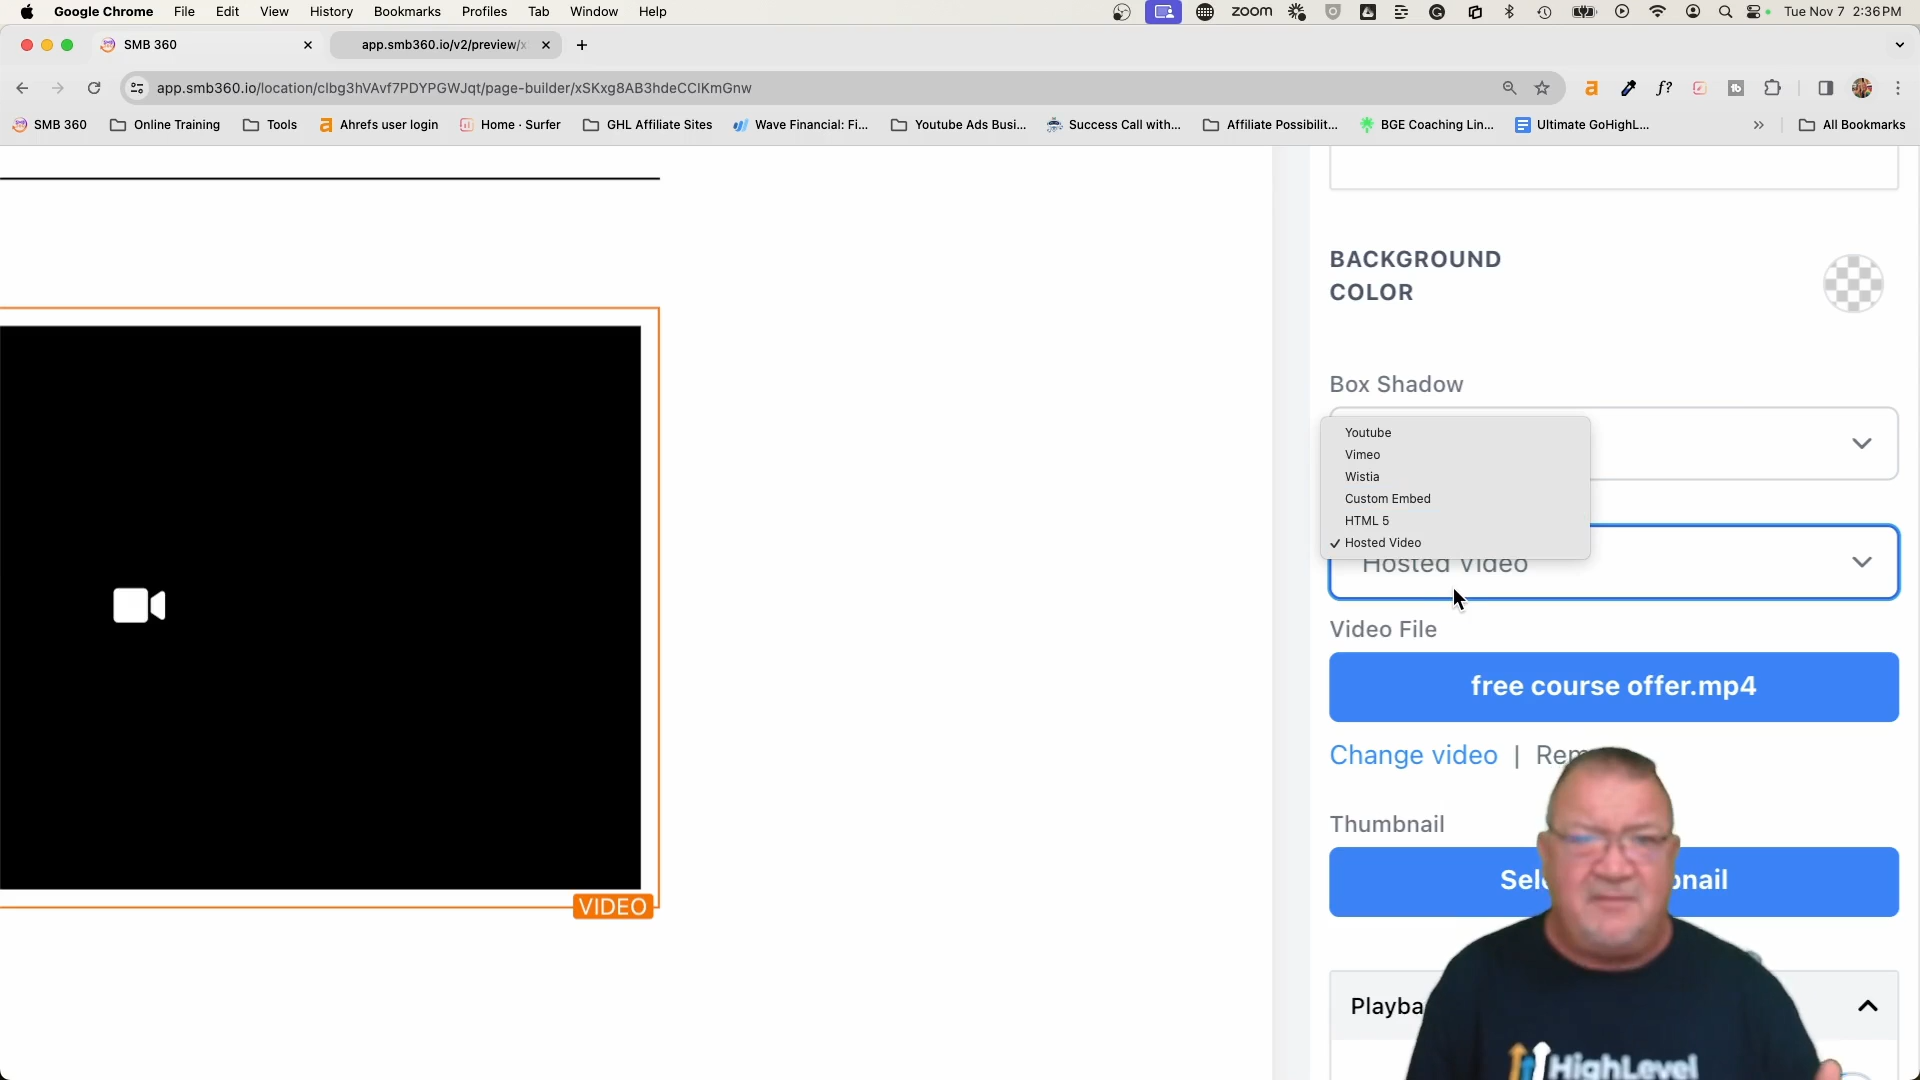 Google Chrome File Edit View History Bookmarks Profiles Tab Window Help zoom Tue Nov 7 2:36 PM
SMB 360 app.smb360.io/v2/preview/x
app.smb360.io/location/clbg3hVAvf7PDYPGWJqt/page-builder/xSKxg8AB3hdeCCIKmGnw
SMB 360 Online Training Tools Ahrefs user login Home · Surfer GHL Affiliate Sites Wave Financial: Fi... Youtube Ads Busi... Success Call with... Affiliate Possibilit... BGE Coaching Lin... Ultimate GoHighL... All Bookmarks
BACKGROUND
COLOR
Box Shadow
Youtube
Vimeo
Wistia
Custom Embed
HTML 5
Hosted Video
Hosted Video
Video File
free course offer.mp4
Change video | Rem
Thumbnail
Sel bnail
VIDEO
Playba
HighLevel